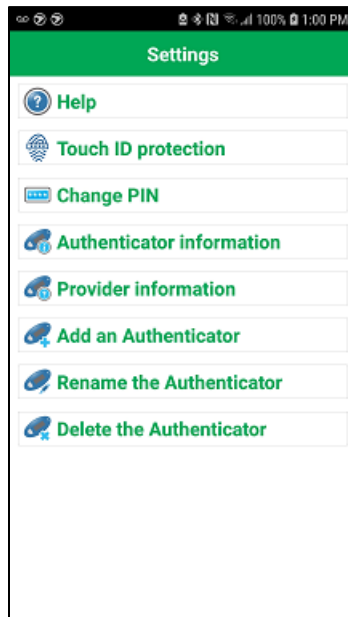 100% 1:00 PM
Settings
Help
Touch ID protection
Change PIN
Authenticator information
Provider information
Add an Authenticator
Rename the Authenticator
Delete the Authenticator